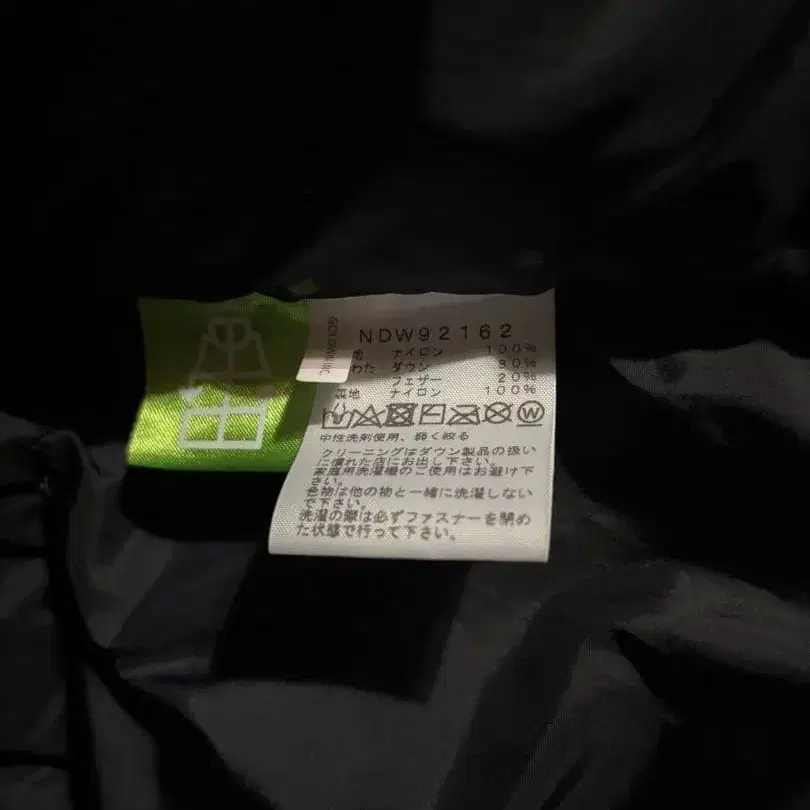 NDW92162
地 ナイロン 100%
わた ダウン 80%
フェザー 20%
裏地 ナイロン 100%
中性洗剤使用、弱く絞る
クリーニングはダウン製品の扱い
に慣れた店にお出し下さい。
家庭用洗濯機のご使用はお避け下
さい。
色物は他の物と一緒に洗濯しない
で下さい。
洗濯の際は必ずファスナーを閉め
た状態で行って下さい。